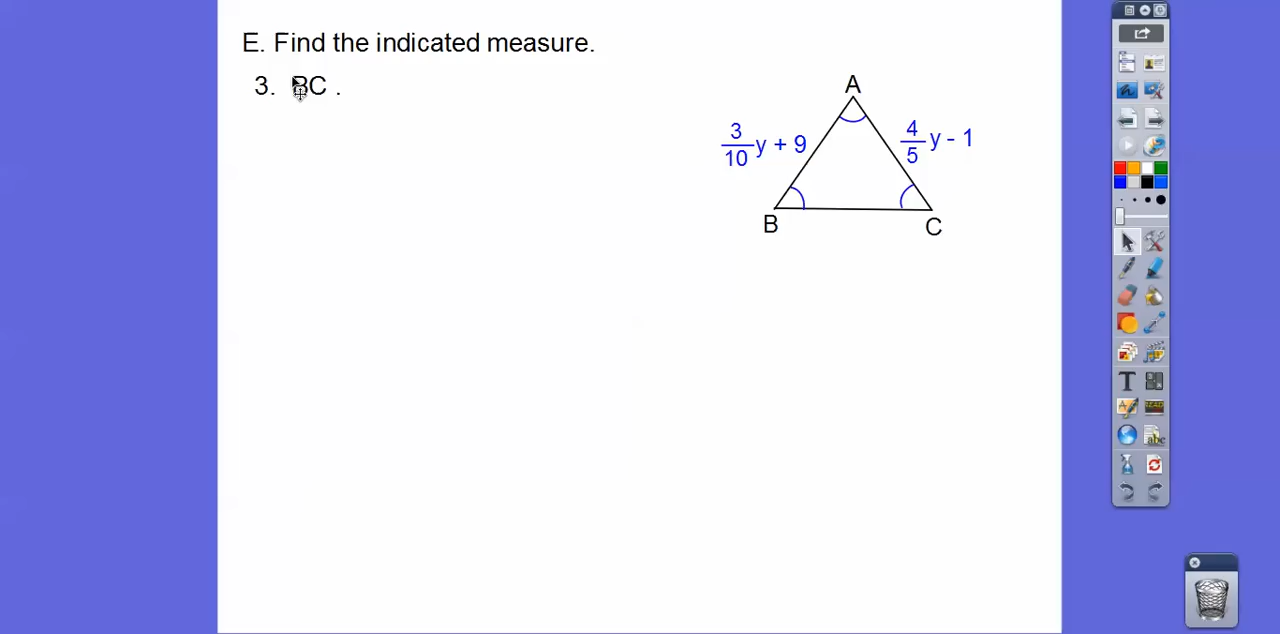 E. Find the indicated measure.
3. BC .
A
3/10 y + 9
4/5 y - 1
B
C